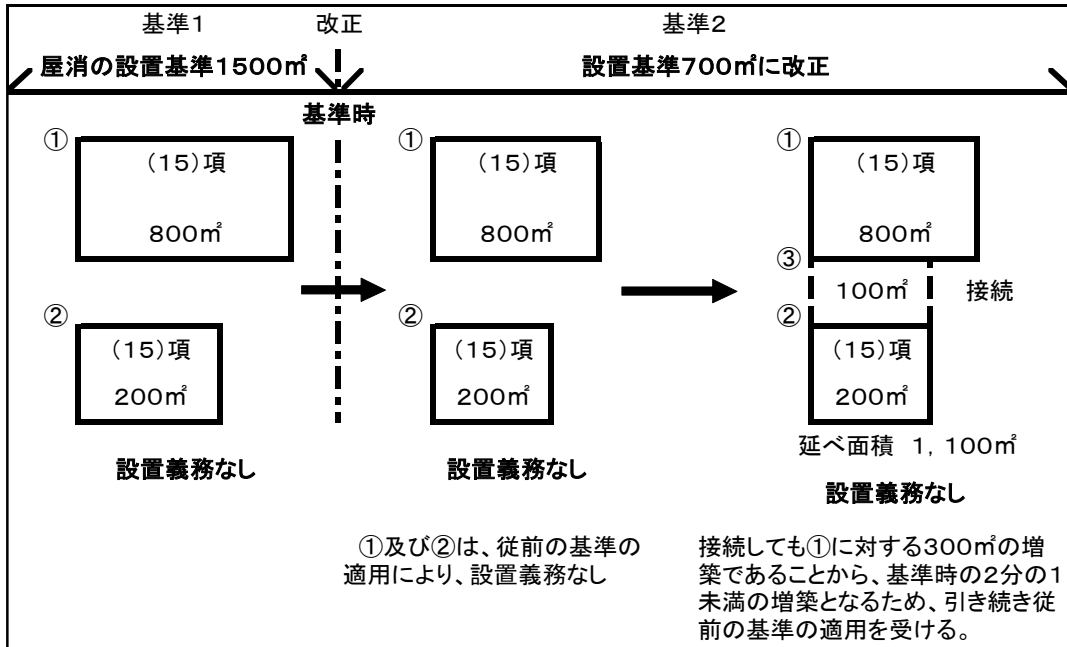 基準1
改正
基準2
屋消の設置基準1500㎡
設置基準700㎡に改正
基準時
①
(15)項
800㎡
②
(15)項
200㎡
設置義務なし
①
(15)項
800㎡
②
(15)項
200㎡
設置義務なし
①及び②は、従前の基準の
適用により、設置義務なし
①
(15)項
800㎡
③
100㎡
接続
②
(15)項
200㎡
延べ面積 1,100㎡
設置義務なし
接続しても①に対する300㎡の増
築であることから、基準時の2分の1
未満の増築となるため、引き続き従
前の基準の適用を受ける。